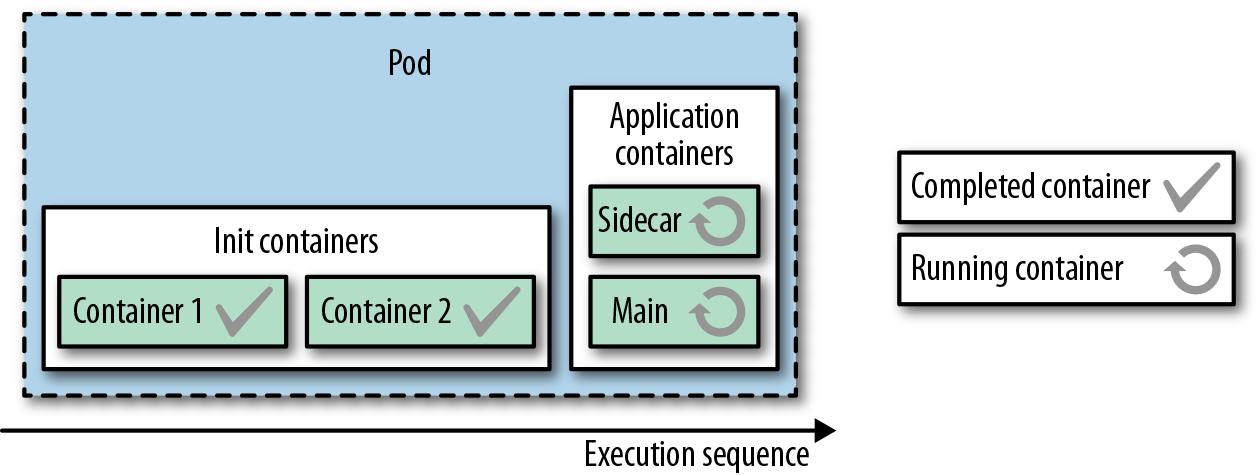 Pod
Application
containers
Sidecar
Main
Init containers
Container 1
Container 2
Execution sequence
Completed container
Running container